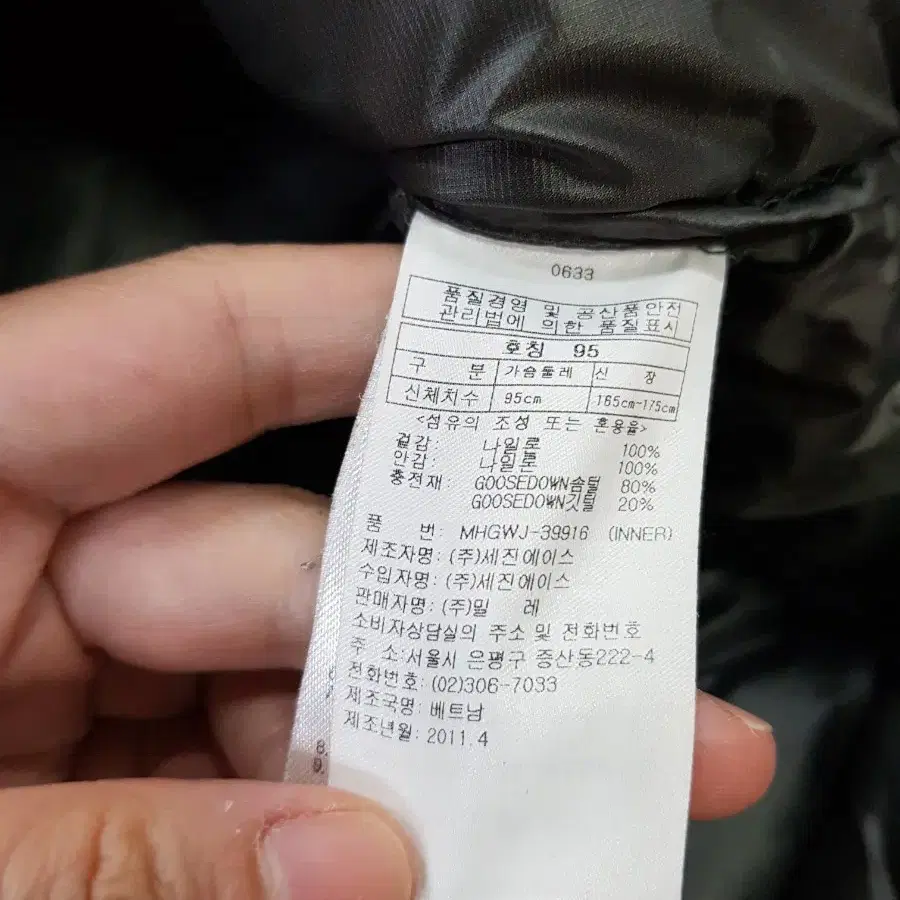 0633
품질경영 및 공산품안전
관리법에 의한 품질표시
호칭 95
구 분 가슴둘레 신 장
신체치수 95cm 165cm-175cm
<섬유의 조성 또는 혼용율>
겉감: 나일론 100%
안감: 나일론 100%
충전재: GOOSEDOWN솜털 80%
GOOSEDOWN깃털 20%
품 번: MHGWJ-39916 (INNER)
제조자명: (주)세진에이스
수입자명: (주)세진에이스
판매자명: (주)밀 레
소비자상담실의 주소 및 전화번호
주 소:서울시 은평구 증산동222-4
전화번호: (02)306-7033
제조국명: 베트남
제조년월: 2011.4
8.
9.